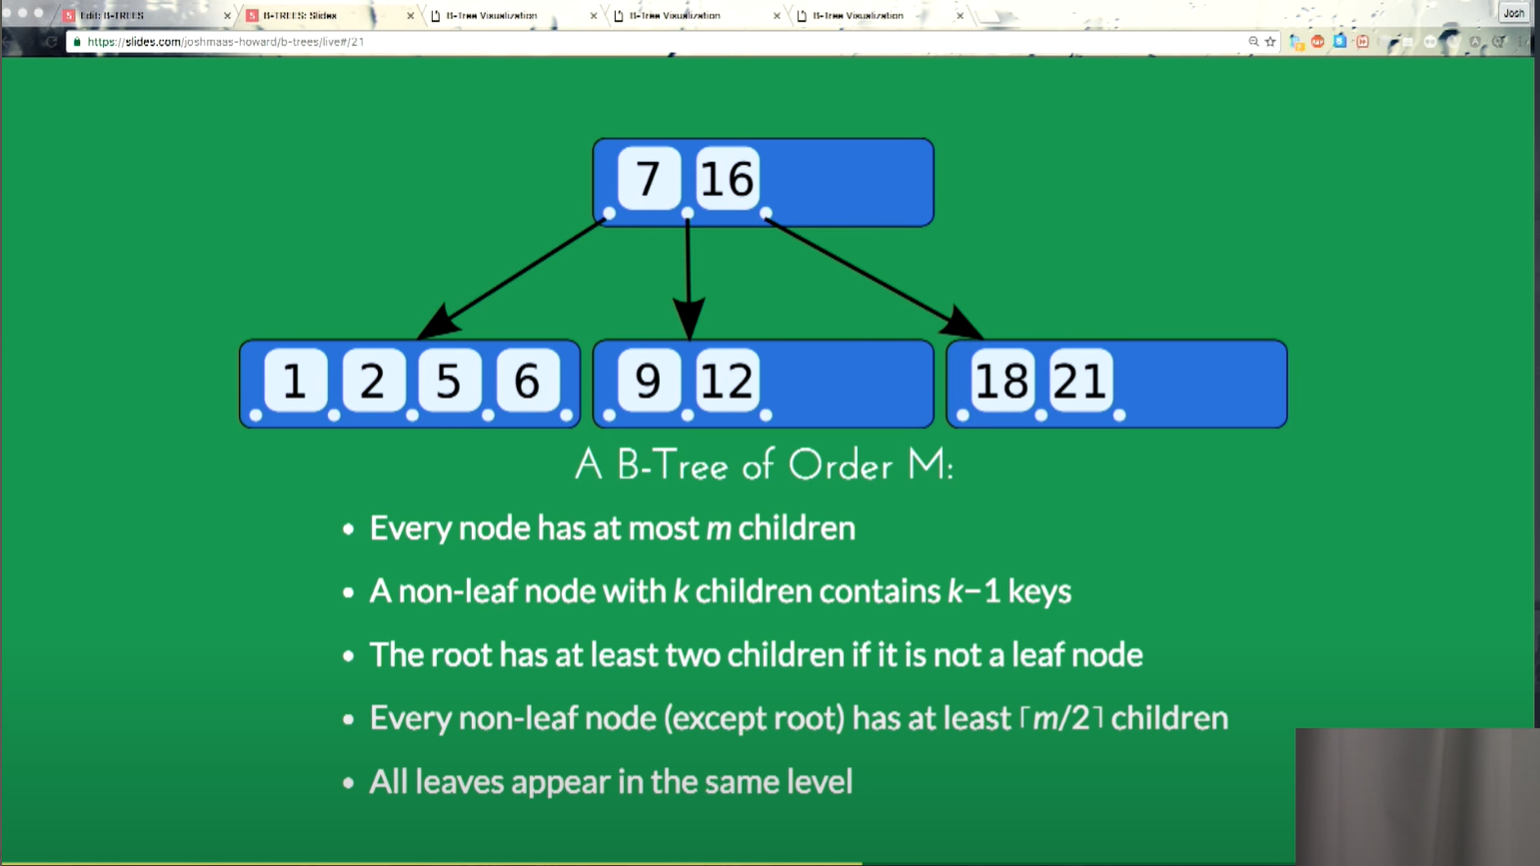 Edit: B-TREES
B-TREES: Slides
B-Tree Visualization
B-Tree Visualization
B-Tree Visualization
Josh
https://slides.com/joshmaas-howard/b-trees/live#/21
7 16
1 2 5 6 9 12 18 21
A B-Tree of Order M:
• Every node has at most m children
• A non-leaf node with k children contains k−1 keys
• The root has at least two children if it is not a leaf node
• Every non-leaf node (except root) has at least ⌈m/2⌉ children
• All leaves appear in the same level